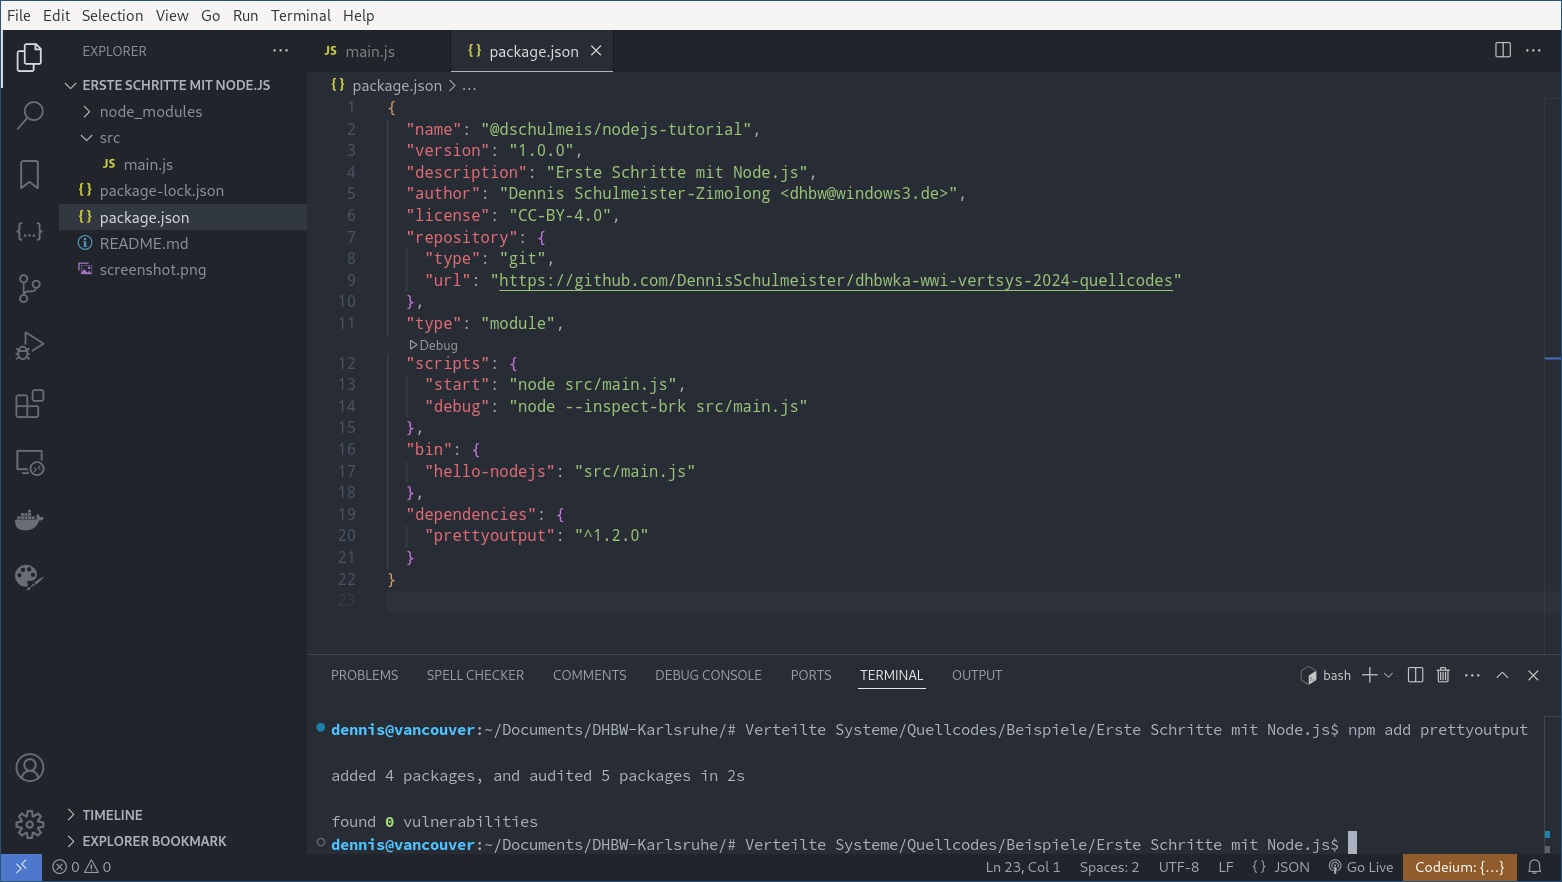 File Edit Selection View Go Run Terminal Help
EXPLORER
ERSTE SCHRITTE MIT NODE.JS
node_modules
src
JS main.js
{} package-lock.json
{} package.json
README.md
screenshot.png
TIMELINE
EXPLORER BOOKMARK
JS main.js
{} package.json
{} package.json > ...
1 {
2 "name": "@dschulmeis/nodejs-tutorial",
3 "version": "1.0.0",
4 "description": "Erste Schritte mit Node.js",
5 "author": "Dennis Schulmeister-Zimolong <dhbw@windows3.de>",
6 "license": "CC-BY-4.0",
7 "repository": {
8 "type": "git",
9 "url": "https://github.com/DennisSchulmeister/dhbwka-wwi-vertsys-2024-quellcodes"
10 },
11 "type": "module",
Debug
12 "scripts": {
13 "start": "node src/main.js",
14 "debug": "node --inspect-brk src/main.js"
15 },
16 "bin": {
17 "hello-nodejs": "src/main.js"
18 },
19 "dependencies": {
20 "prettyoutput": "^1.2.0"
21 }
22 }
23
PROBLEMS SPELL CHECKER COMMENTS DEBUG CONSOLE PORTS TERMINAL OUTPUT bash
dennis@vancouver:~/Documents/DHBW-Karlsruhe/# Verteilte Systeme/Quellcodes/Beispiele/Erste Schritte mit Node.js$ npm add prettyoutput
added 4 packages, and audited 5 packages in 2s
found 0 vulnerabilities
dennis@vancouver:~/Documents/DHBW-Karlsruhe/# Verteilte Systeme/Quellcodes/Beispiele/Erste Schritte mit Node.js$
0 0 Ln 23, Col 1 Spaces: 2 UTF-8 LF {} JSON Go Live Codeium: {...}